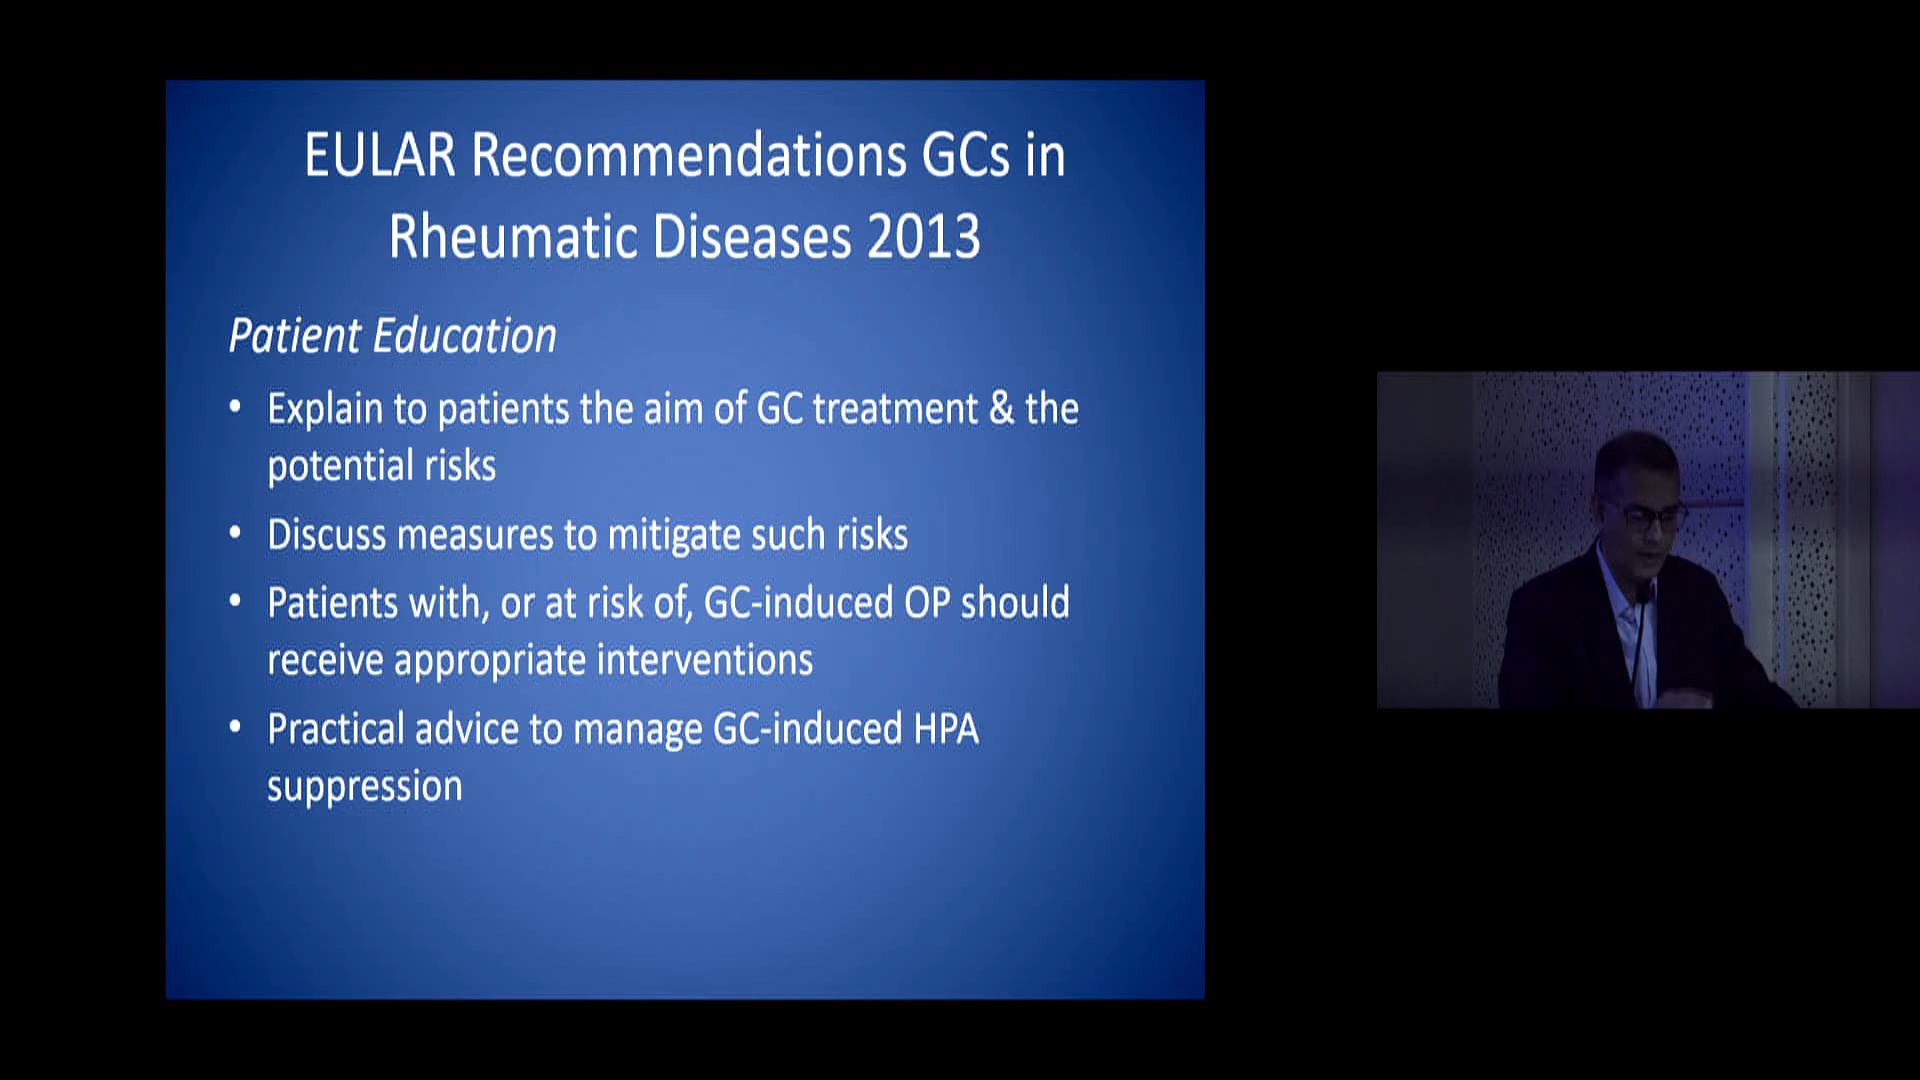 EULAR Recommendations GCs in
Rheumatic Diseases 2013
Patient Education
• Explain to patients the aim of GC treatment & the
potential risks
• Discuss measures to mitigate such risks
• Patients with, or at risk of, GC-induced OP should
receive appropriate interventions
• Practical advice to manage GC-induced HPA
suppression